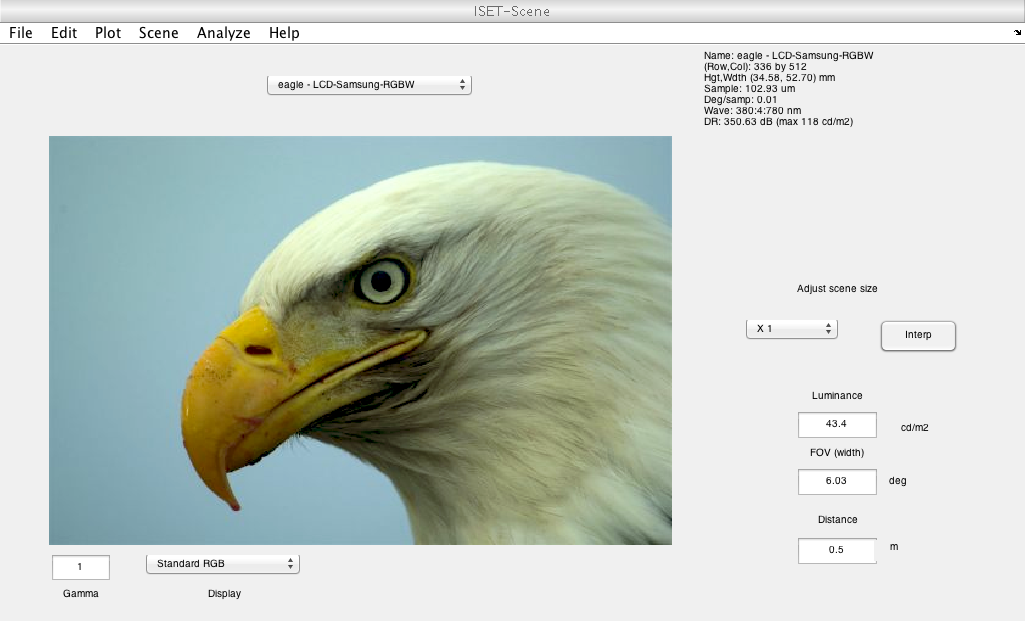 ISET-Scene
File Edit Plot Scene Analyze Help
Name: eagle - LCD-Samsung-RGBW
(Row,Col): 336 by 512
Hgt,Wdth (34.58, 52.70) mm
Sample: 102.93 um
Deg/samp: 0.01
Wave: 380:4:780 nm
DR: 350.63 dB (max 118 cd/m2)
eagle - LCD-Samsung-RGBW
Adjust scene size
X 1
Interp
Luminance
43.4 cd/m2
FOV (width)
6.03 deg
Distance
0.5 m
1 Standard RGB
Gamma Display